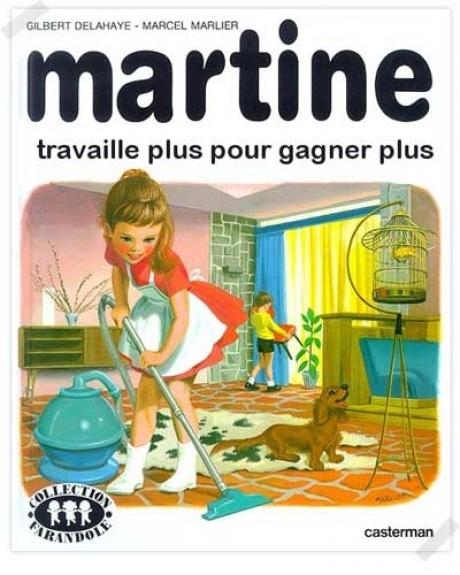 GILBERT DELAHAYE - MARCEL MARLIER
martine
travaille plus pour gagner plus
COLLECTION
FARANDOLE
casterman